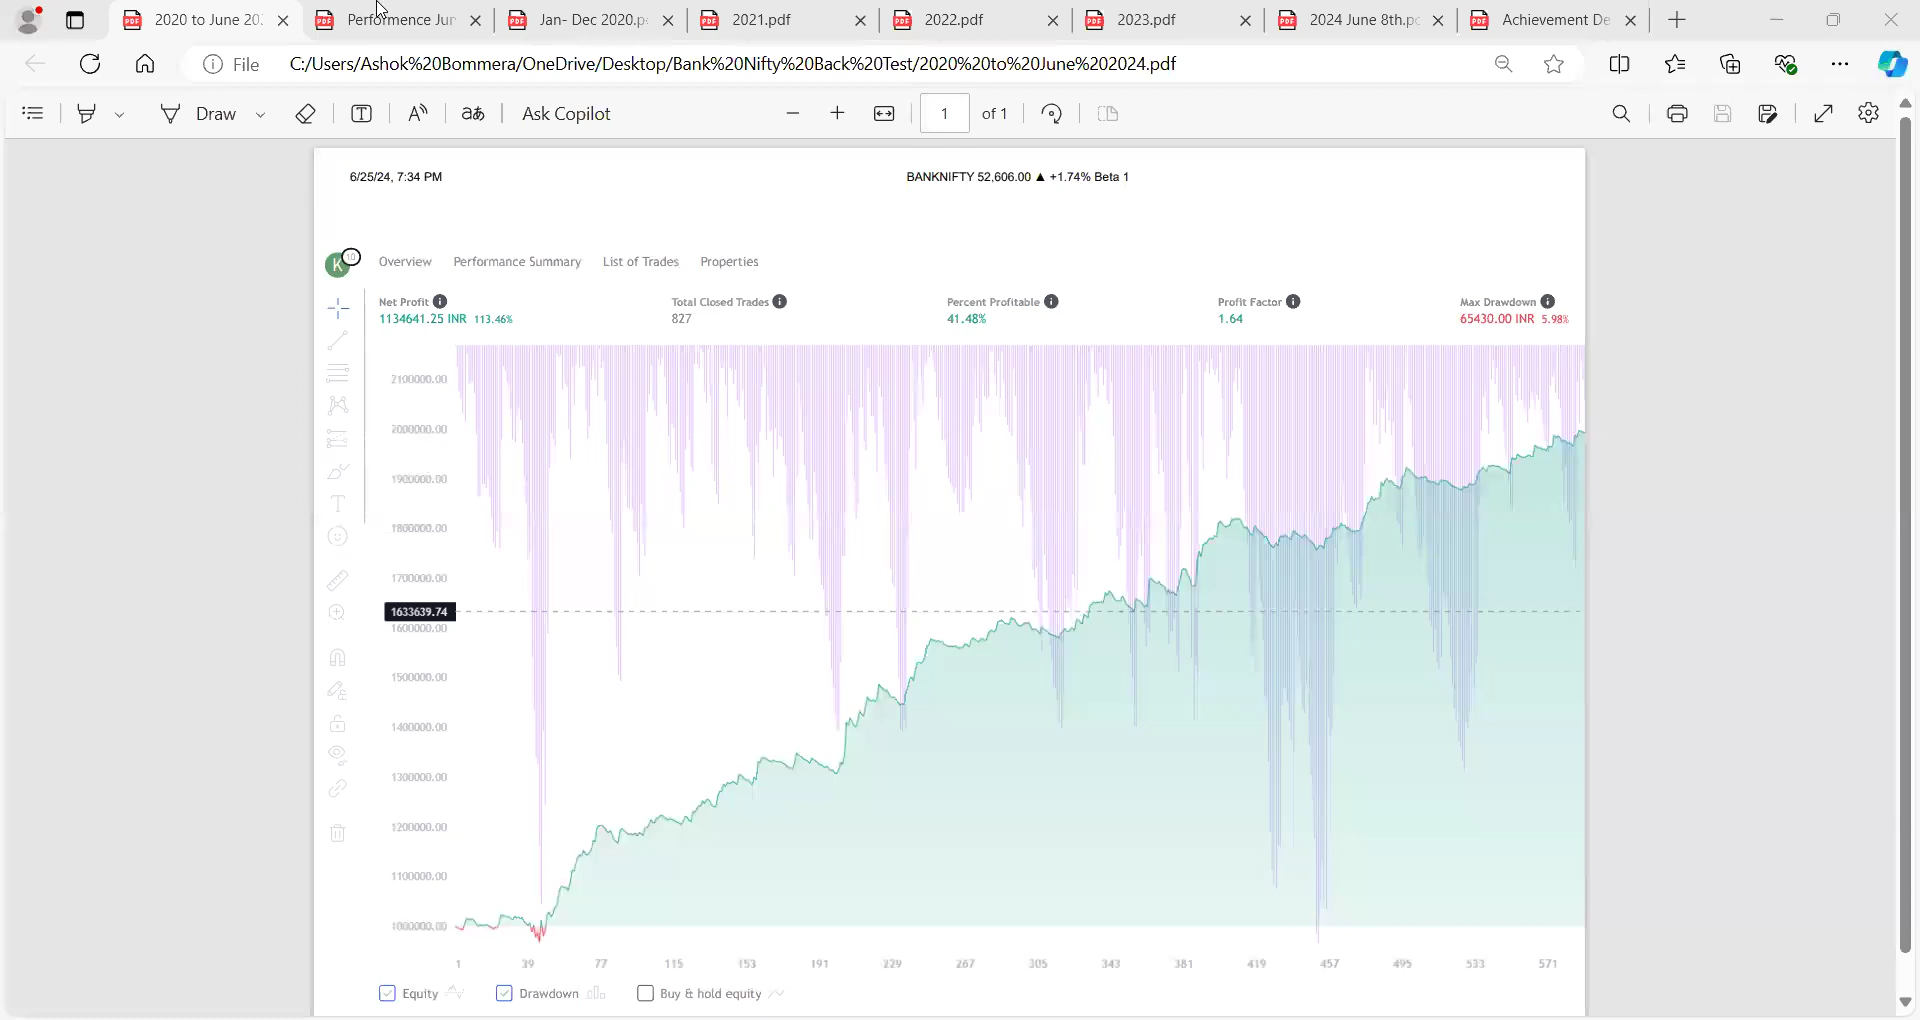 2020 to June 20
Performence Jur
Jan- Dec 2020.p
2021.pdf
2022.pdf
2023.pdf
2024 June 8th.pc
Achievement De
File C:/Users/Ashok%20Bommera/OneDrive/Desktop/Bank%20Nifty%20Back%20Test/2020%20to%20June%202024.pdf
Draw aあ Ask Copilot 1 of 1
6/25/24, 7:34 PM BANKNIFTY 52,606.00 ▲ +1.74% Beta 1
K 10 Overview Performance Summary List of Trades Properties
Net Profit Total Closed Trades Percent Profitable Profit Factor Max Drawdown
1134641.25 INR 113.46% 827 41.48% 1.64 65430.00 INR 5.98%
2100000.00
2000000.00
1900000.00
1800000.00
1700000.00
1633639.74
1600000.00
1500000.00
1400000.00
1300000.00
1200000.00
1100000.00
1000000.00
1 39 77 115 153 191 229 267 305 343 381 419 457 495 533 571
Equity Drawdown Buy & hold equity